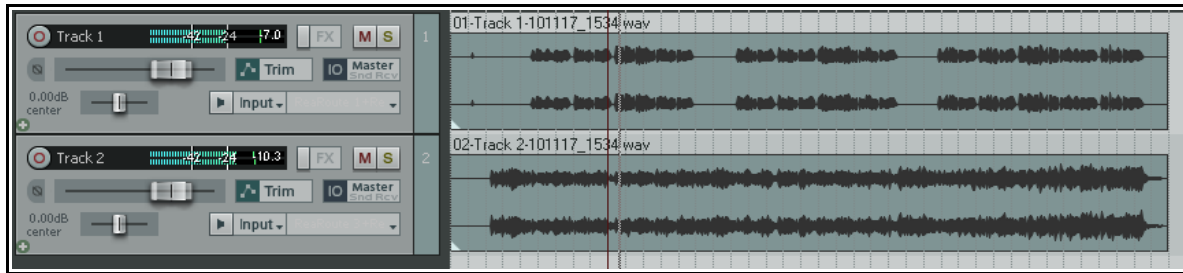 Track 1
-42 -24 -7.0
FX
M S
1
Trim
IO
Master
Snd Rcv
0.00dB
center
Input
01-Track 1-101117_1534.wav
Track 2
-42 -24 -10.3
FX
M S
2
Trim
IO
Master
Snd Rcv
0.00dB
center
Input
02-Track 2-101117_1534.wav